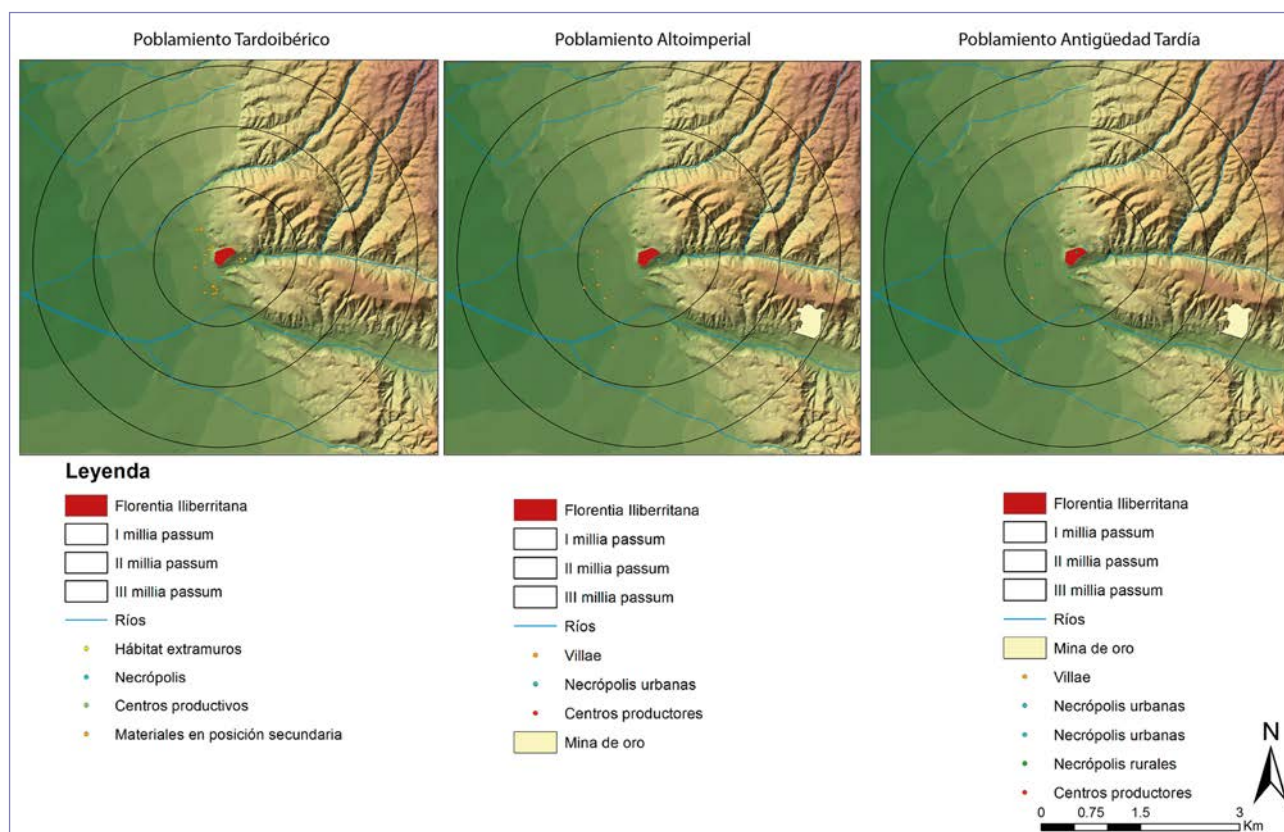 Poblamiento Tardoibérico
Poblamiento Altoimperial
Poblamiento Antigüedad Tardía
Leyenda
Florentia Iliberritana
I millia passum
II millia passum
III millia passum
Ríos
Hábitat extramuros
Necrópolis
Centros productivos
Materiales en posición secundaria
Florentia Iliberritana
I millia passum
II millia passum
III millia passum
Ríos
Villae
Necrópolis urbanas
Centros productores
Mina de oro
Florentia Iliberritana
I millia passum
II millia passum
III millia passum
Ríos
Mina de oro
Villae
Necrópolis urbanas
Necrópolis urbanas
Necrópolis rurales
Centros productores
N
0 0.75 1.5 3
Km